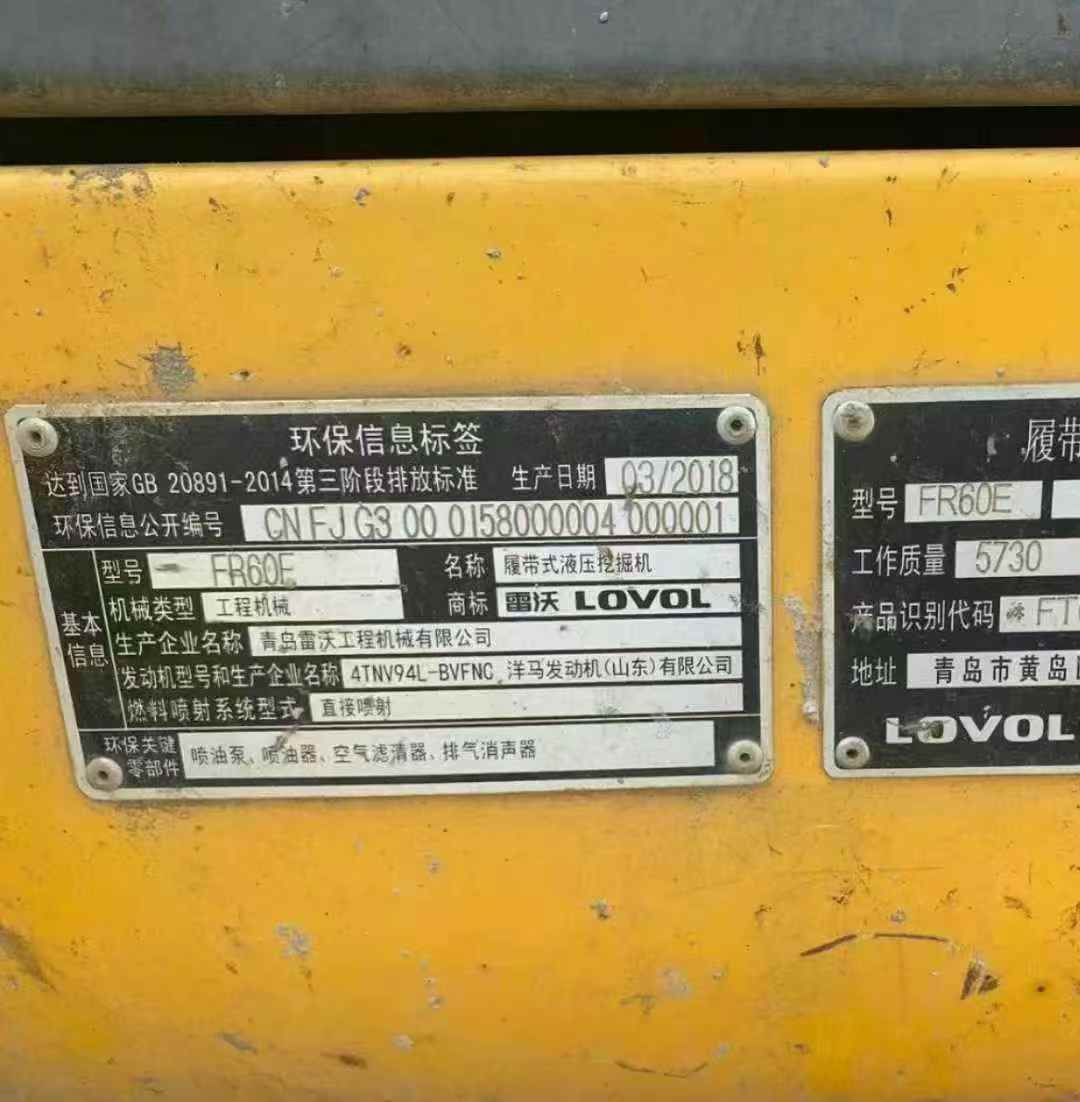 环保信息标签
达到国家GB 20891-2014第三阶段排放标准 生产日期 03/2018
环保信息公开编号 CN FJ G3 00 0158000004 000001
基本信息
型号 FR60E 名称 履带式液压挖掘机
机械类型 工程机械 商标 雷沃 LOVOL
生产企业名称 青岛雷沃工程机械有限公司
发动机型号和生产企业名称 4TNV94L-BVFNC 洋马发动机(山东)有限公司
燃料喷射系统型式 直接喷射
环保关键零部件 喷油泵、喷油器、空气滤清器、排气消声器
履带
型号 FR60E
工作质量 5730
产品识别代码 FT
地址 青岛市黄岛
LOVOL